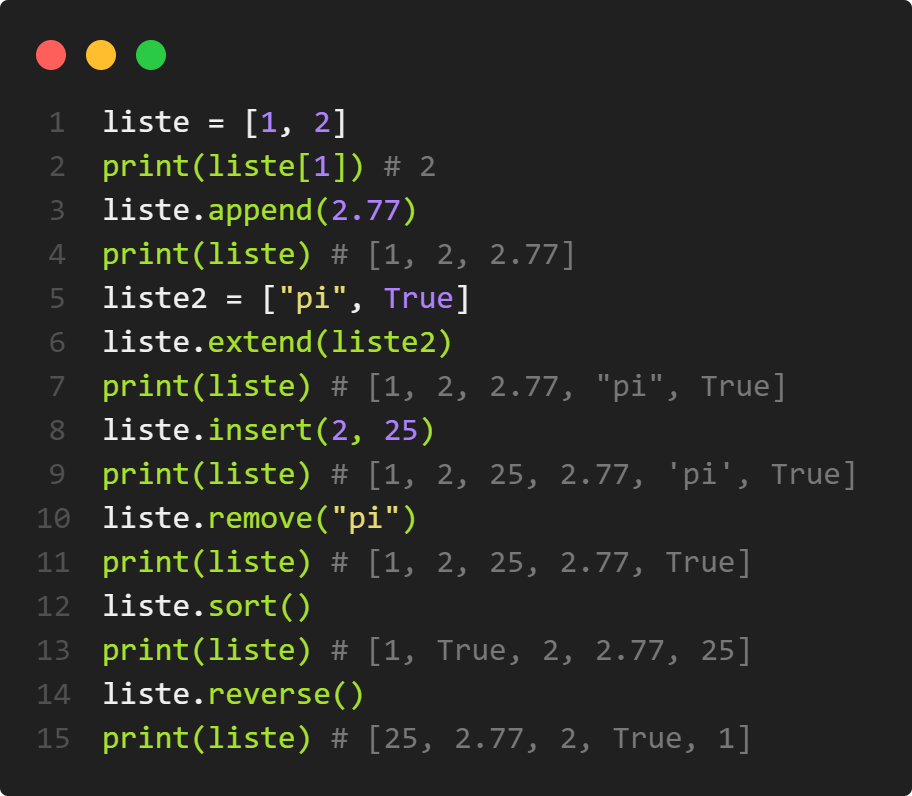 1 liste = [1, 2]
2 print(liste[1]) # 2
3 liste.append(2.77)
4 print(liste) # [1, 2, 2.77]
5 liste2 = ["pi", True]
6 liste.extend(liste2)
7 print(liste) # [1, 2, 2.77, "pi", True]
8 liste.insert(2, 25)
9 print(liste) # [1, 2, 25, 2.77, 'pi', True]
10 liste.remove("pi")
11 print(liste) # [1, 2, 25, 2.77, True]
12 liste.sort()
13 print(liste) # [1, True, 2, 2.77, 25]
14 liste.reverse()
15 print(liste) # [25, 2.77, 2, True, 1]